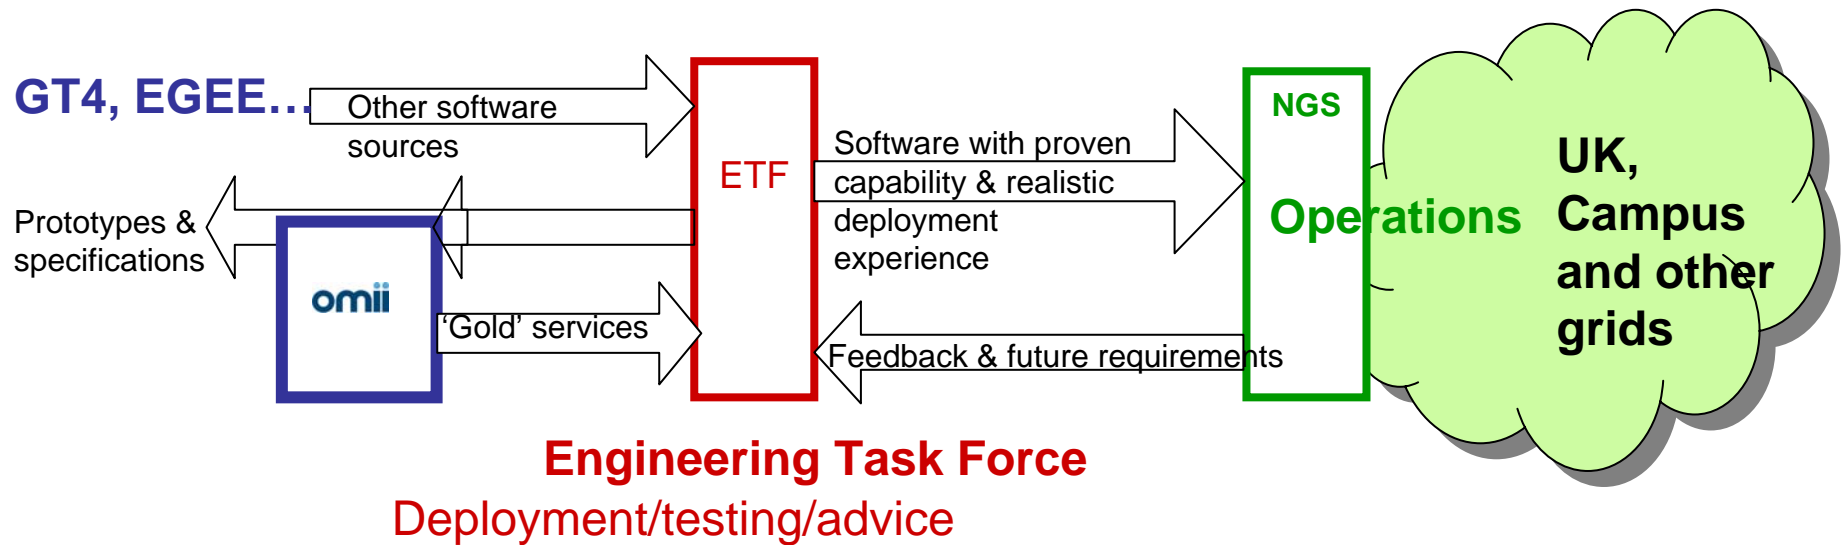 GT4, EGEE…
Other software
sources
Prototypes &
specifications
omii
'Gold' services
ETF
Software with proven
capability & realistic
deployment
experience
Feedback & future requirements
NGS
Operations
UK,
Campus
and other
grids
Engineering Task Force
Deployment/testing/advice